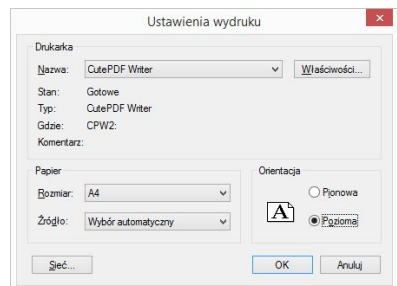 Ustawienia wydruku
Drukarka
Nazwa: CutePDF Writer Właściwości...
Stan: Gotowe
Typ: CutePDF Writer
Gdzie: CPW2:
Komentarz:
Papier
Rozmiar: A4
Źródło: Wybór automatyczny
Orientacja
Pionowa
A
Pozioma
Sieć... OK Anuluj